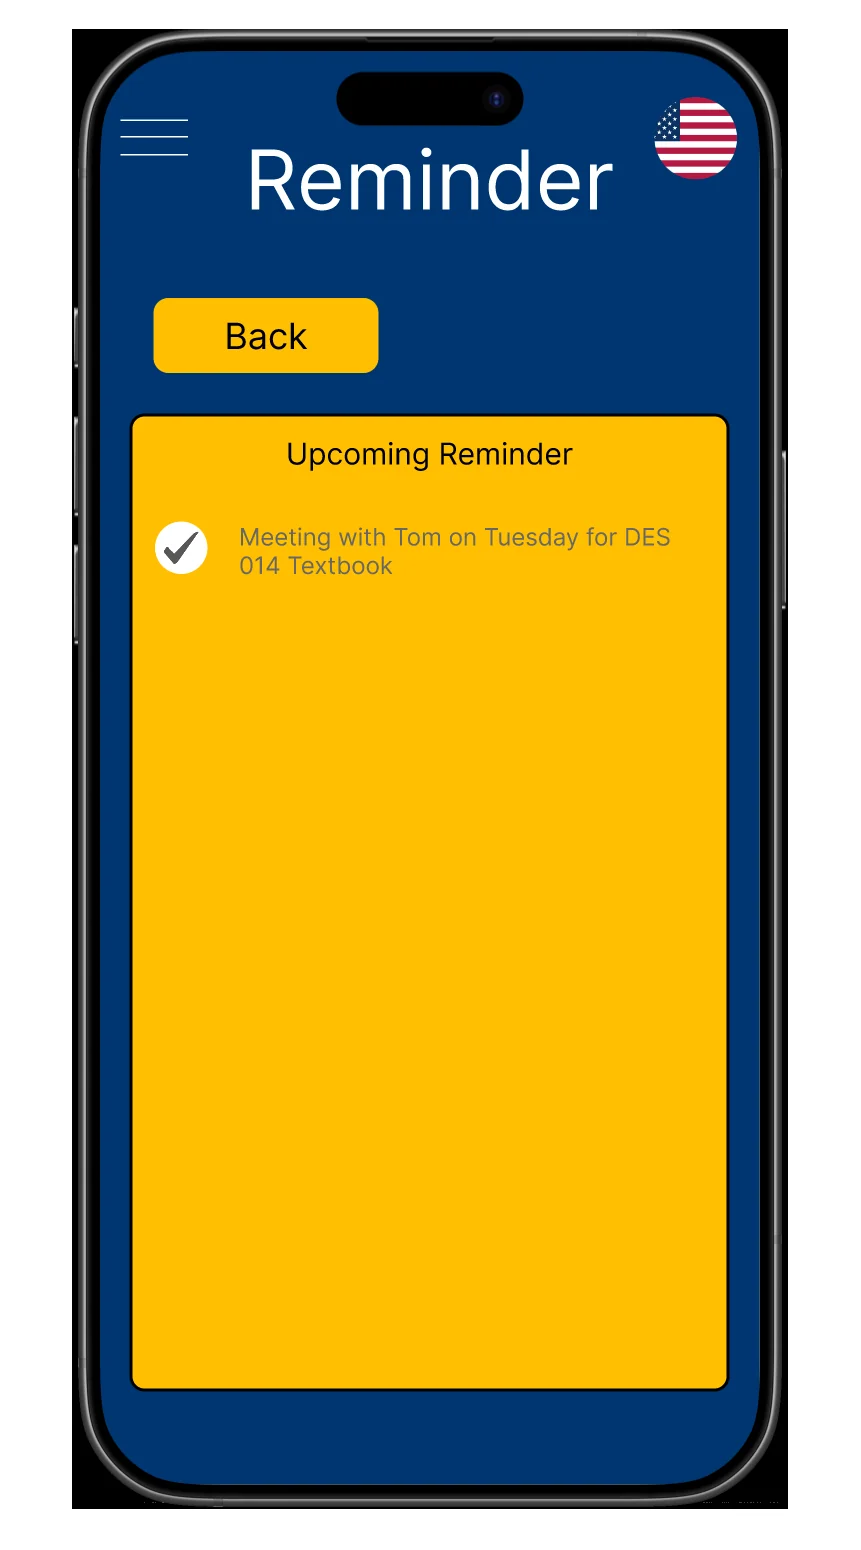 Reminder
Back
Upcoming Reminder
Meeting with Tom on Tuesday for DES
014 Textbook